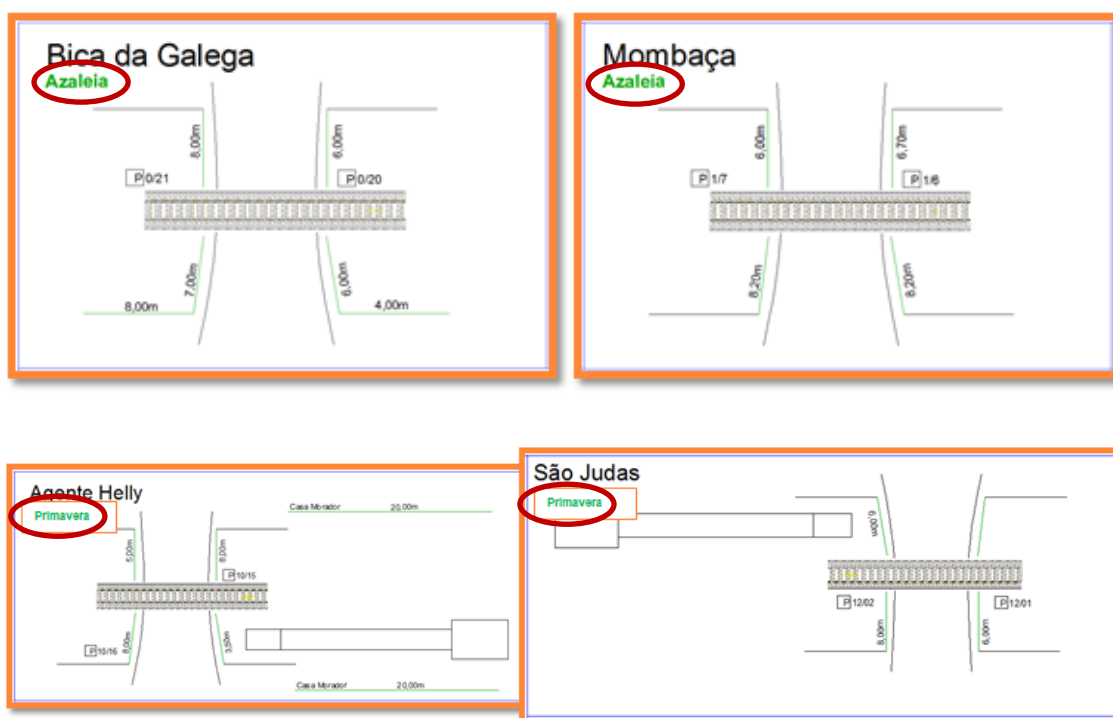 Bica da Galega
Azaleia
8,00m
6,00m
P 0/21
P 0/20
7,00m
6,00m
8,00m
4,00m
Mombaça
Azaleia
6,00m
6,70m
P 1/7
P 1/6
8,20m
8,20m
Agente Helly
Primavera
Casa Morador 20,00m
5,00m
8,00m
P 10/15
P 10/16
8,00m
3,50m
Casa Morador 20,00m
São Judas
Primavera
6,00m
P 12/02
P 12/01
8,00m
6,00m